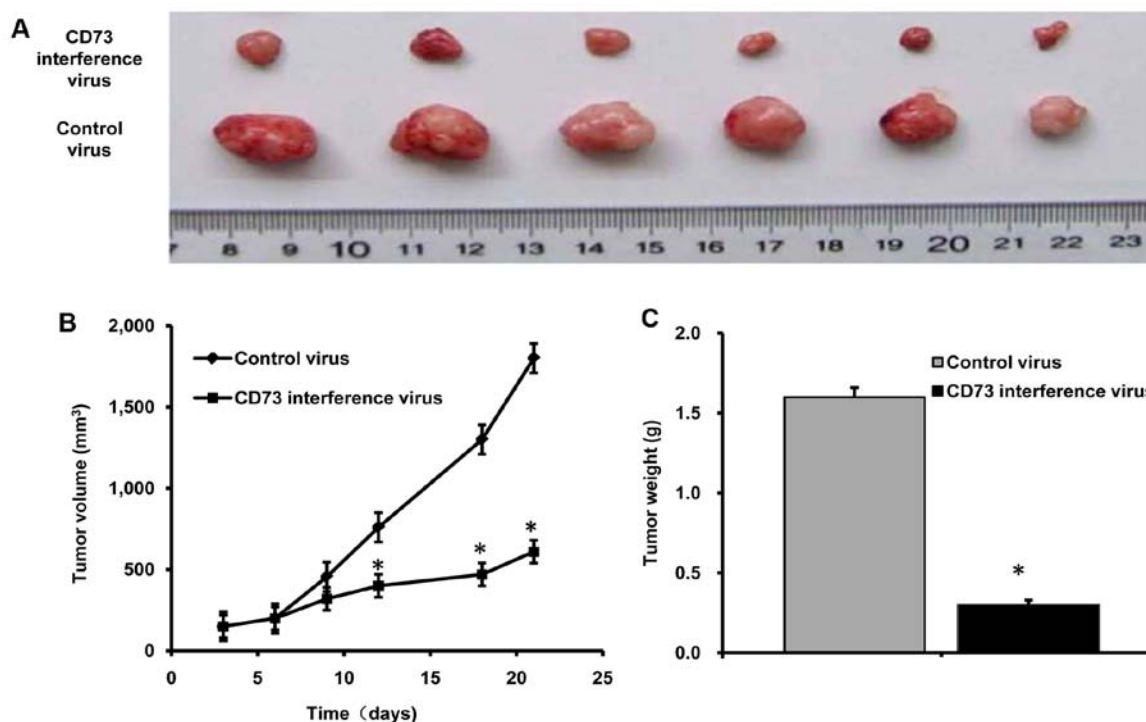 A
CD73
interference
virus
Control
virus
7 8 9 10 11 12 13 14 15 16 17 18 19 20 21 22 23
B
2,000
1,500
1,000
500
0
Tumor volume (mm³)
Control virus
CD73 interference virus
*
*
*
0 5 10 15 20 25
Time (days)
C
2.0
1.5
1.0
0.5
0.0
Tumor weight (g)
Control virus
CD73 interference virus
*